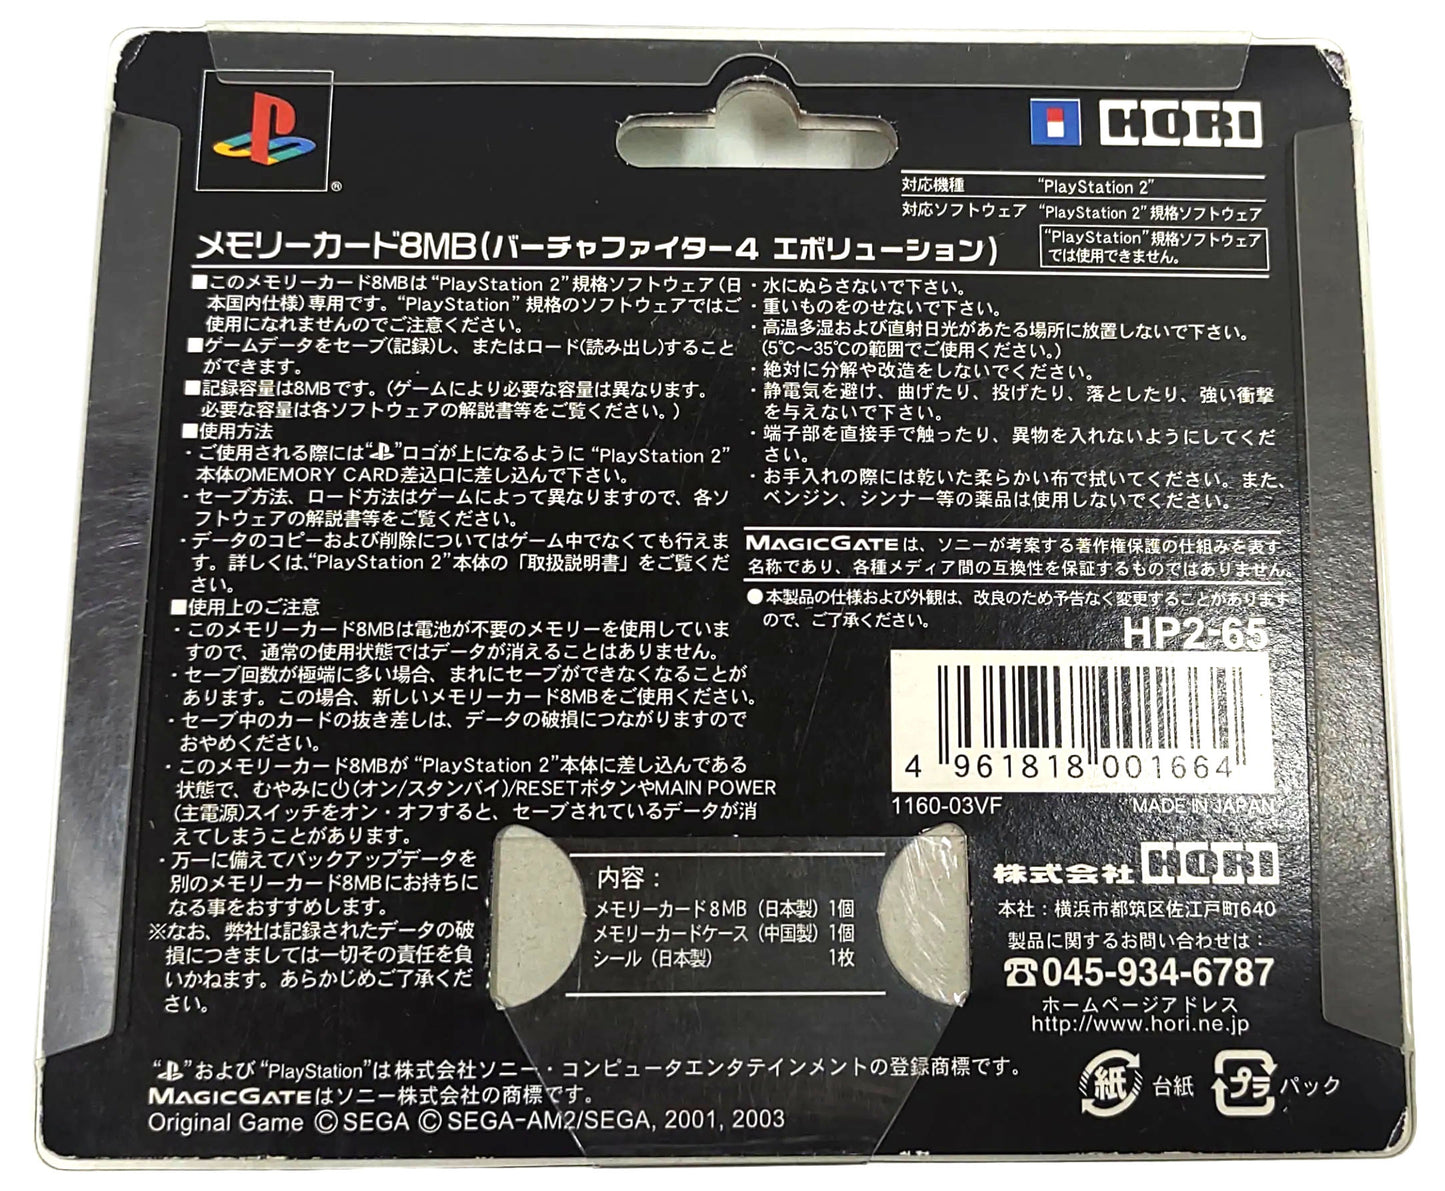 ®
HORI
対応機種 “PlayStation 2”
対応ソフトウェア “PlayStation 2”規格ソフトウェア
“PlayStation”規格ソフトウェア
では使用できません。
メモリーカード8MB(バーチャファイター4 エボリューション)
■このメモリーカード8MBは“PlayStation 2”規格ソフトウェア(日
本国内仕様)専用です。“PlayStation”規格のソフトウェアではご
使用になれませんのでご注意ください。
■ゲームデータをセーブ(記録)し、またはロード(読み出し)すること
ができます。
■記録容量は8MBです。(ゲームにより必要な容量は異なります。
必要な容量は各ソフトウェアの解説書等をご覧ください。)
■使用方法
・ご使用される際には“ ”ロゴが上になるように “PlayStation 2”
本体のMEMORY CARD差込口に差し込んで下さい。
・セーブ方法、ロード方法はゲームによって異なりますので、各ソ
フトウェアの解説書等をご覧ください。
・データのコピーおよび削除についてはゲーム中でなくても行えま
す。詳しくは、“PlayStation 2”本体の「取扱説明書」をご覧くだ
さい。
■使用上のご注意
・このメモリーカード8MBは電池が不要のメモリーを使用していま
すので、通常の使用状態ではデータが消えることはありません。
・セーブ回数が極端に多い場合、まれにセーブができなくなることが
あります。この場合、新しいメモリーカード8MBをご使用ください。
・セーブ中のカードの抜き差しは、データの破損につながりますので
おやめください。
・このメモリーカード8MBが “PlayStation 2”本体に差し込んである
状態で、むやみに⏻(オン/スタンバイ)/RESETボタンやMAIN POWER
(主電源)スイッチをオン・オフすると、セーブされているデータが消
えてしまうことがあります。
・万一に備えてバックアップデータを
別のメモリーカード8MBにお持ちに
なる事をおすすめします。
※なお、弊社は記録されたデータの破
損につきましては一切その責任を負
いかねます。あらかじめご了承くだ
さい。
・水にぬらさないで下さい。
・重いものをのせないで下さい。
・高温多湿および直射日光があたる場所に放置しないで下さい。
(5℃～35℃の範囲でご使用ください。)
・絶対に分解や改造をしないでください。
・静電気を避け、曲げたり、投げたり、落としたり、強い衝撃
を与えないで下さい。
・端子部を直接手で触ったり、異物を入れないようにしてくだ
さい。
・お手入れの際には乾いた柔らかい布で拭いてください。また、
ベンジン、シンナー等の薬品は使用しないでください。
MAGICGATEは、ソニーが考案する著作権保護の仕組みを表す
名称であり、各種メディア間の互換性を保証するものではありません。
●本製品の仕様および外観は、改良のため予告なく変更することがあります
ので、ご了承ください。
HP2-65
4 961818 001664
1160-03VF MADE IN JAPAN
内容：
メモリーカード8MB（日本製）1個
メモリーカードケース（中国製）1個
シール（日本製） 1枚
株式会社 HORI
本社：横浜市都筑区佐江戸町640
製品に関するお問い合わせは：
☎045-934-6787
ホームページアドレス
http://www.hori.ne.jp
紙 台紙 プラ パック
“ ”および“PlayStation”は株式会社ソニー・コンピュータエンタテインメントの登録商標です。
MAGICGATEはソニー株式会社の商標です。
Original Game ©SEGA ©SEGA-AM2/SEGA, 2001, 2003